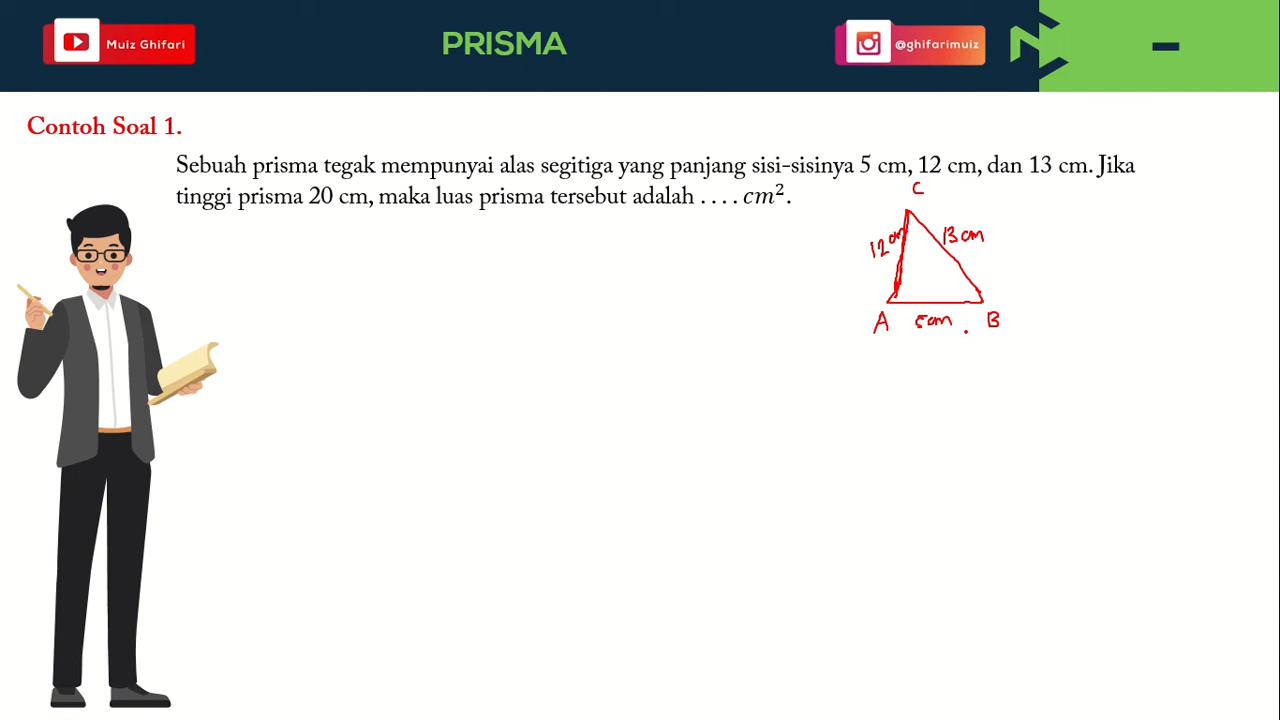 Muiz Ghifari
PRISMA
@ghifarimuiz
Contoh Soal 1.
Sebuah prisma tegak mempunyai alas segitiga yang panjang sisi-sisinya 5 cm, 12 cm, dan 13 cm. Jika
tinggi prisma 20 cm, maka luas prisma tersebut adalah . . . . cm².
C
12 cm
13 cm
A
5 cm
B